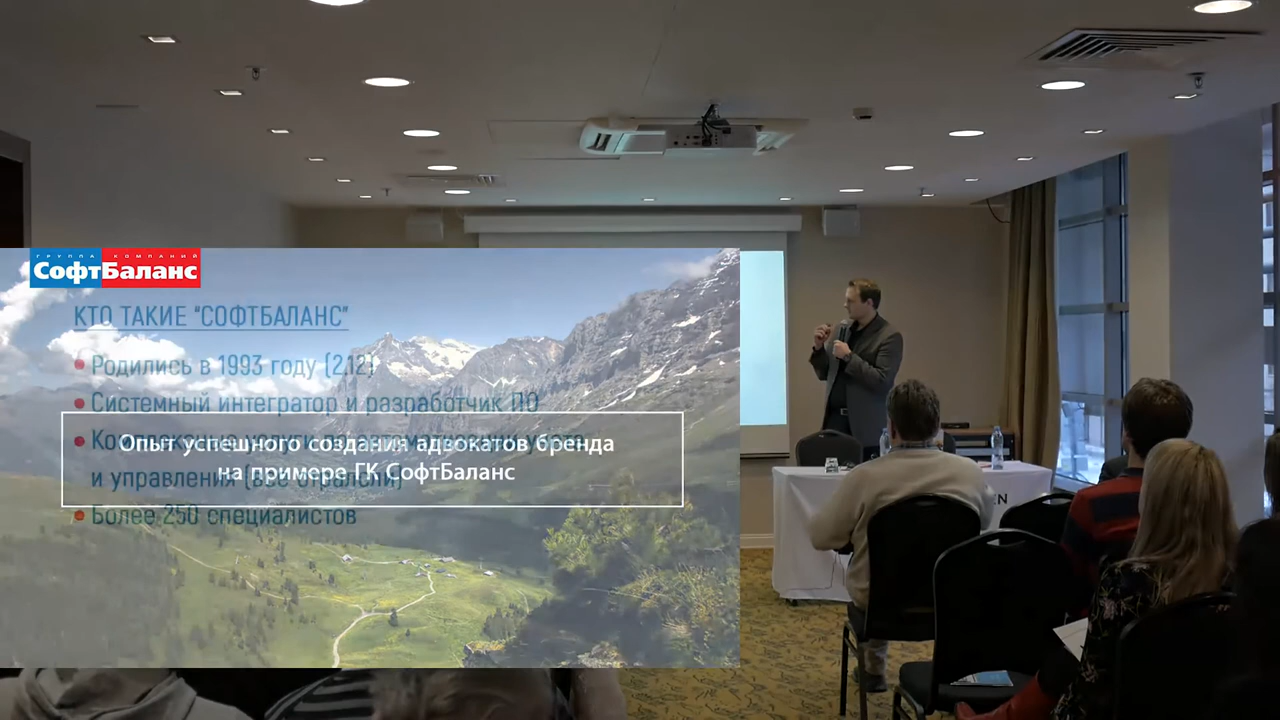 ГРУППА КОМПАНИЙ
СофтБаланс
КТО ТАКИЕ "СОФТБАЛАНС"
Родились в 1993 году (2.12)
Системный интегратор и разработчик ПО
Опыт успешного создания адвокатов бренда
на примере ГК СофтБаланс
и управления (все отрасли)
Более 250 специалистов
EN